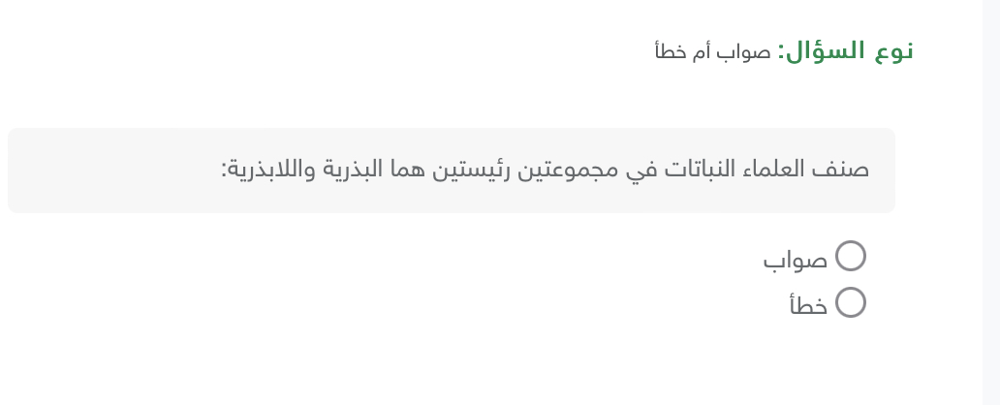 نوع السؤال: صواب أم خطأ
صنف العلماء النباتات في مجموعتين رئيستين هما البذرية واللابذرية:
صواب
خطأ